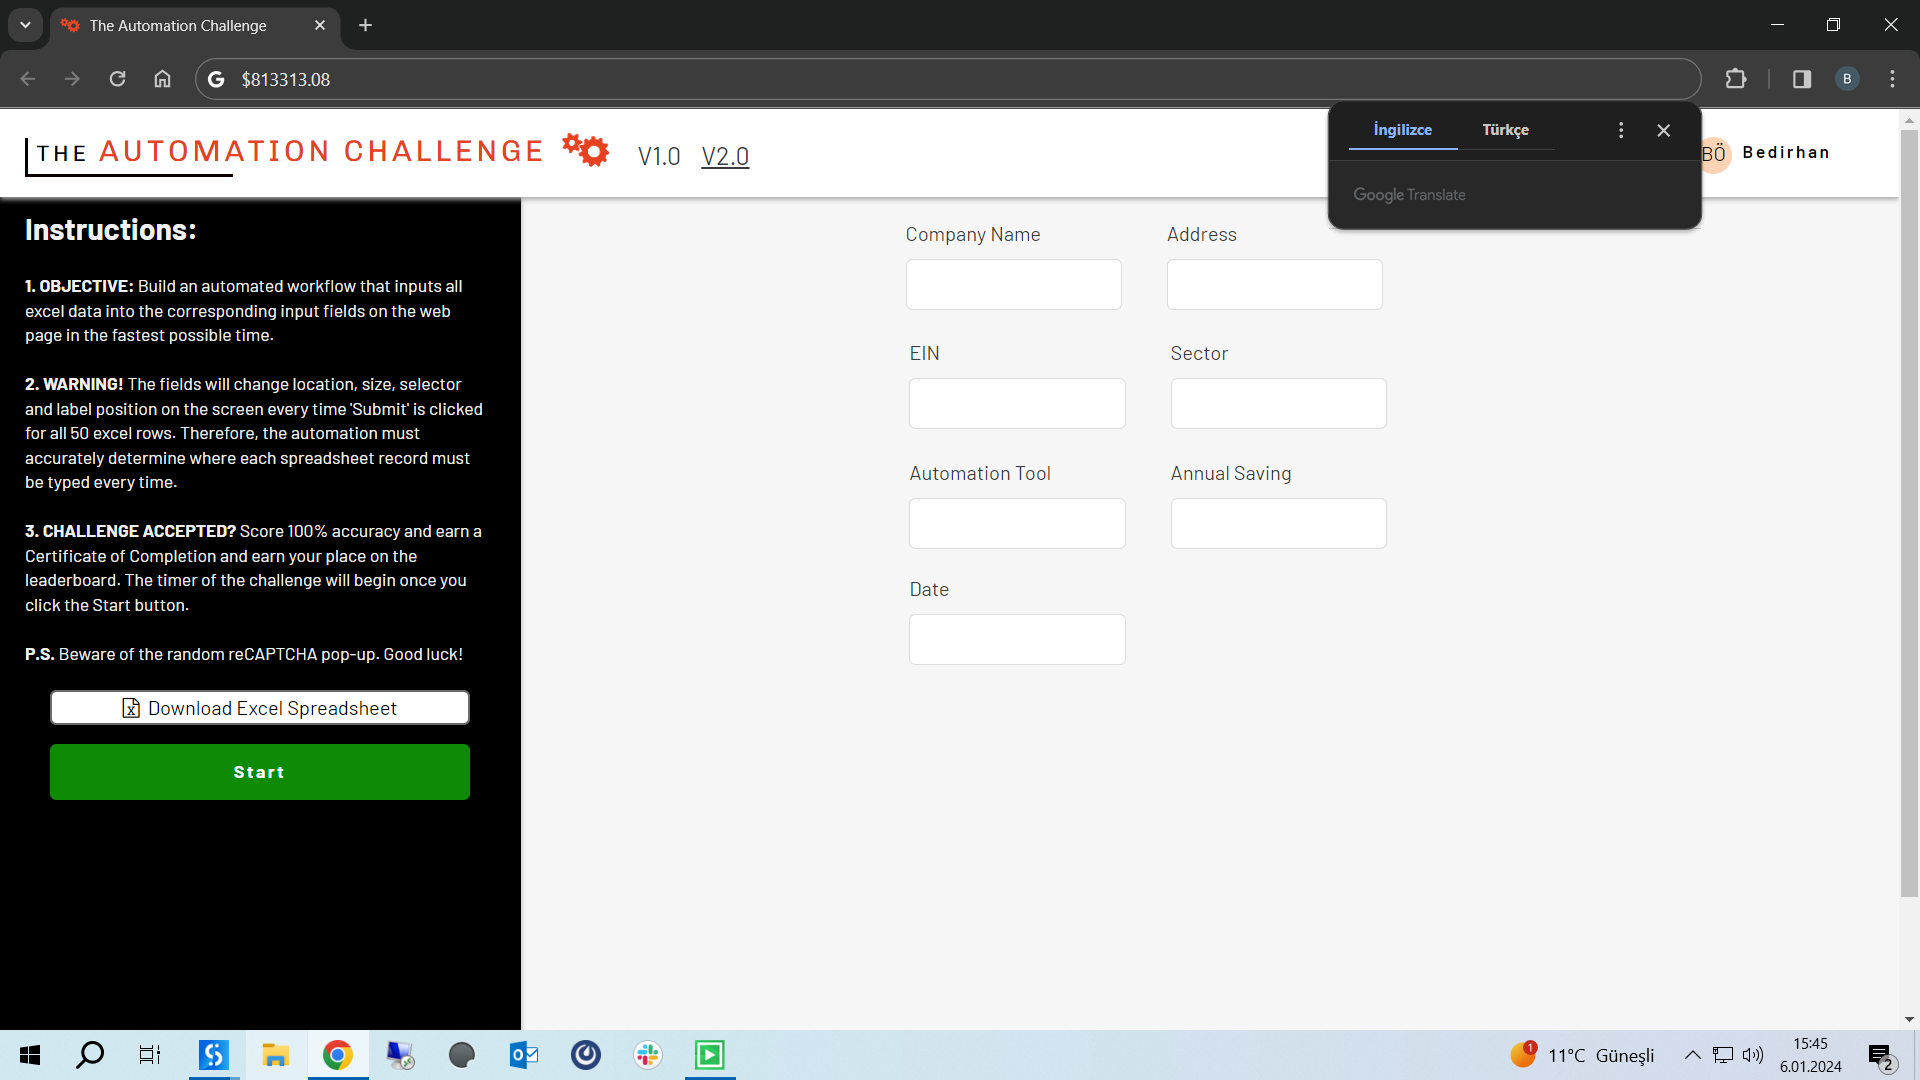 The Automation Challenge
$813313.08
THE AUTOMATION CHALLENGE V1.0 V2.0
İngilizce Türkçe
Google Translate
BÖ Bedirhan
Instructions:
1. OBJECTIVE: Build an automated workflow that inputs all
excel data into the corresponding input fields on the web
page in the fastest possible time.
2. WARNING! The fields will change location, size, selector
and label position on the screen every time 'Submit' is clicked
for all 50 excel rows. Therefore, the automation must
accurately determine where each spreadsheet record must
be typed every time.
3. CHALLENGE ACCEPTED? Score 100% accuracy and earn a
Certificate of Completion and earn your place on the
leaderboard. The timer of the challenge will begin once you
click the Start button.
P.S. Beware of the random reCAPTCHA pop-up. Good luck!
Download Excel Spreadsheet
Start
Company Name Address
EIN Sector
Automation Tool Annual Saving
Date
B
1 11°C Güneşli
15:45
6.01.2024
2